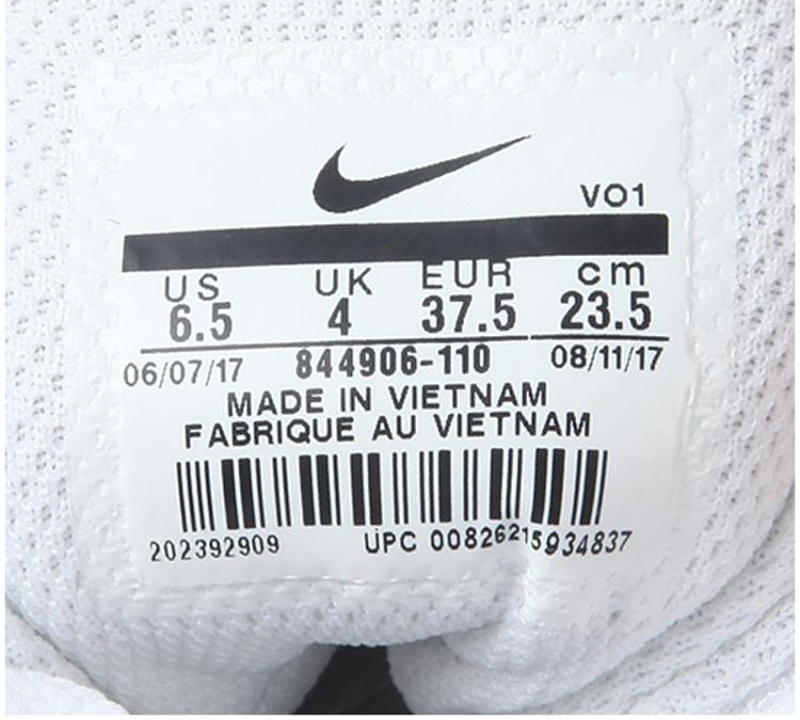 VO1
US UK EUR cm
6.5 4 37.5 23.5
06/07/17 844906-110 08/11/17
MADE IN VIETNAM
FABRIQUE AU VIETNAM
202392909 UPC 00826215934837